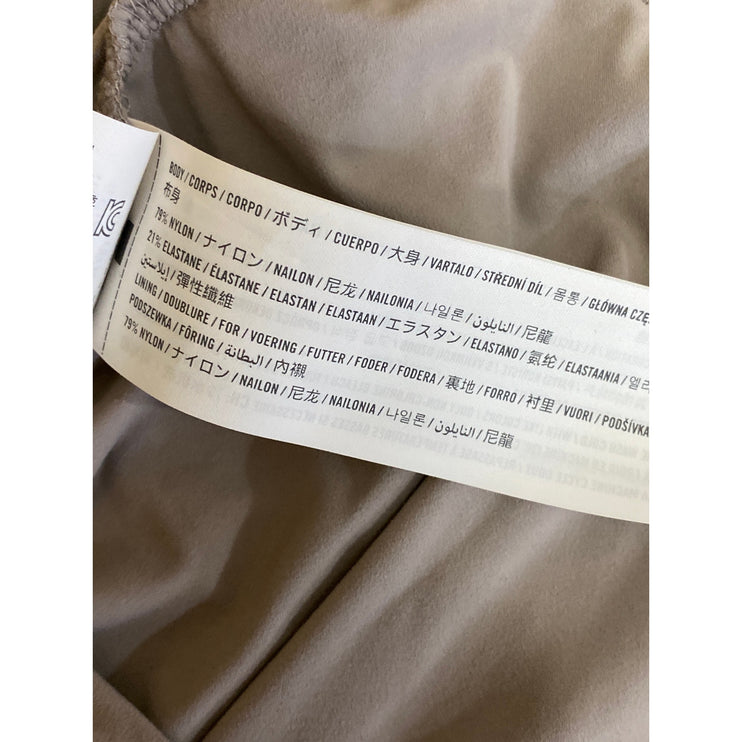 BODY / CORPS / CORPO / ボディ / CUERPO / 大身 / VARTALO / STŘEDNÍ DÍL / 몸통 / GŁÓWNA CZĘ
布身
79% NYLON / ナイロン / NAILON / 尼龙 / NAILONIA / 나일론 / النايلون / 尼龍
21% ELASTANE / ÉLASTANE / ELASTAN / ELASTAAN / エラスタン / ELASTANO / 氨纶 / ELASTAANIA / 엘라
إيلاستين / 彈性纖維
LINING / DOUBLURE / FOR / VOERING / FUTTER / FODER / FODERA / 裏地 / FORRO / 衬里 / VUORI / PODŠÍVKA
PODSZEWKA / FÔRING / البطانة / 內襯
79% NYLON / ナイロン / NAILON / 尼龙 / NAILONIA / 나일론 / النايلون / 尼龍